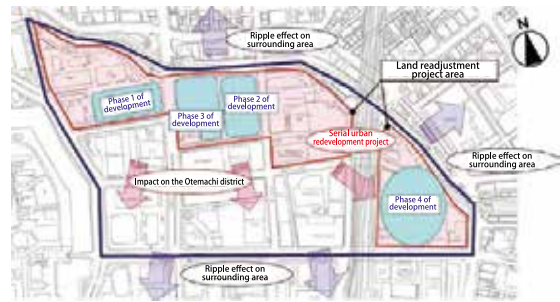 Ripple effect on
surrounding area
N
Land readjustment
project area
Phase 1 of
development
Phase 2 of
development
Phase 3 of
development
Serial urban
redevelopment project
Ripple effect on
surrounding area
Impact on the Otemachi district
Phase 4 of
development
Ripple effect on
surrounding area